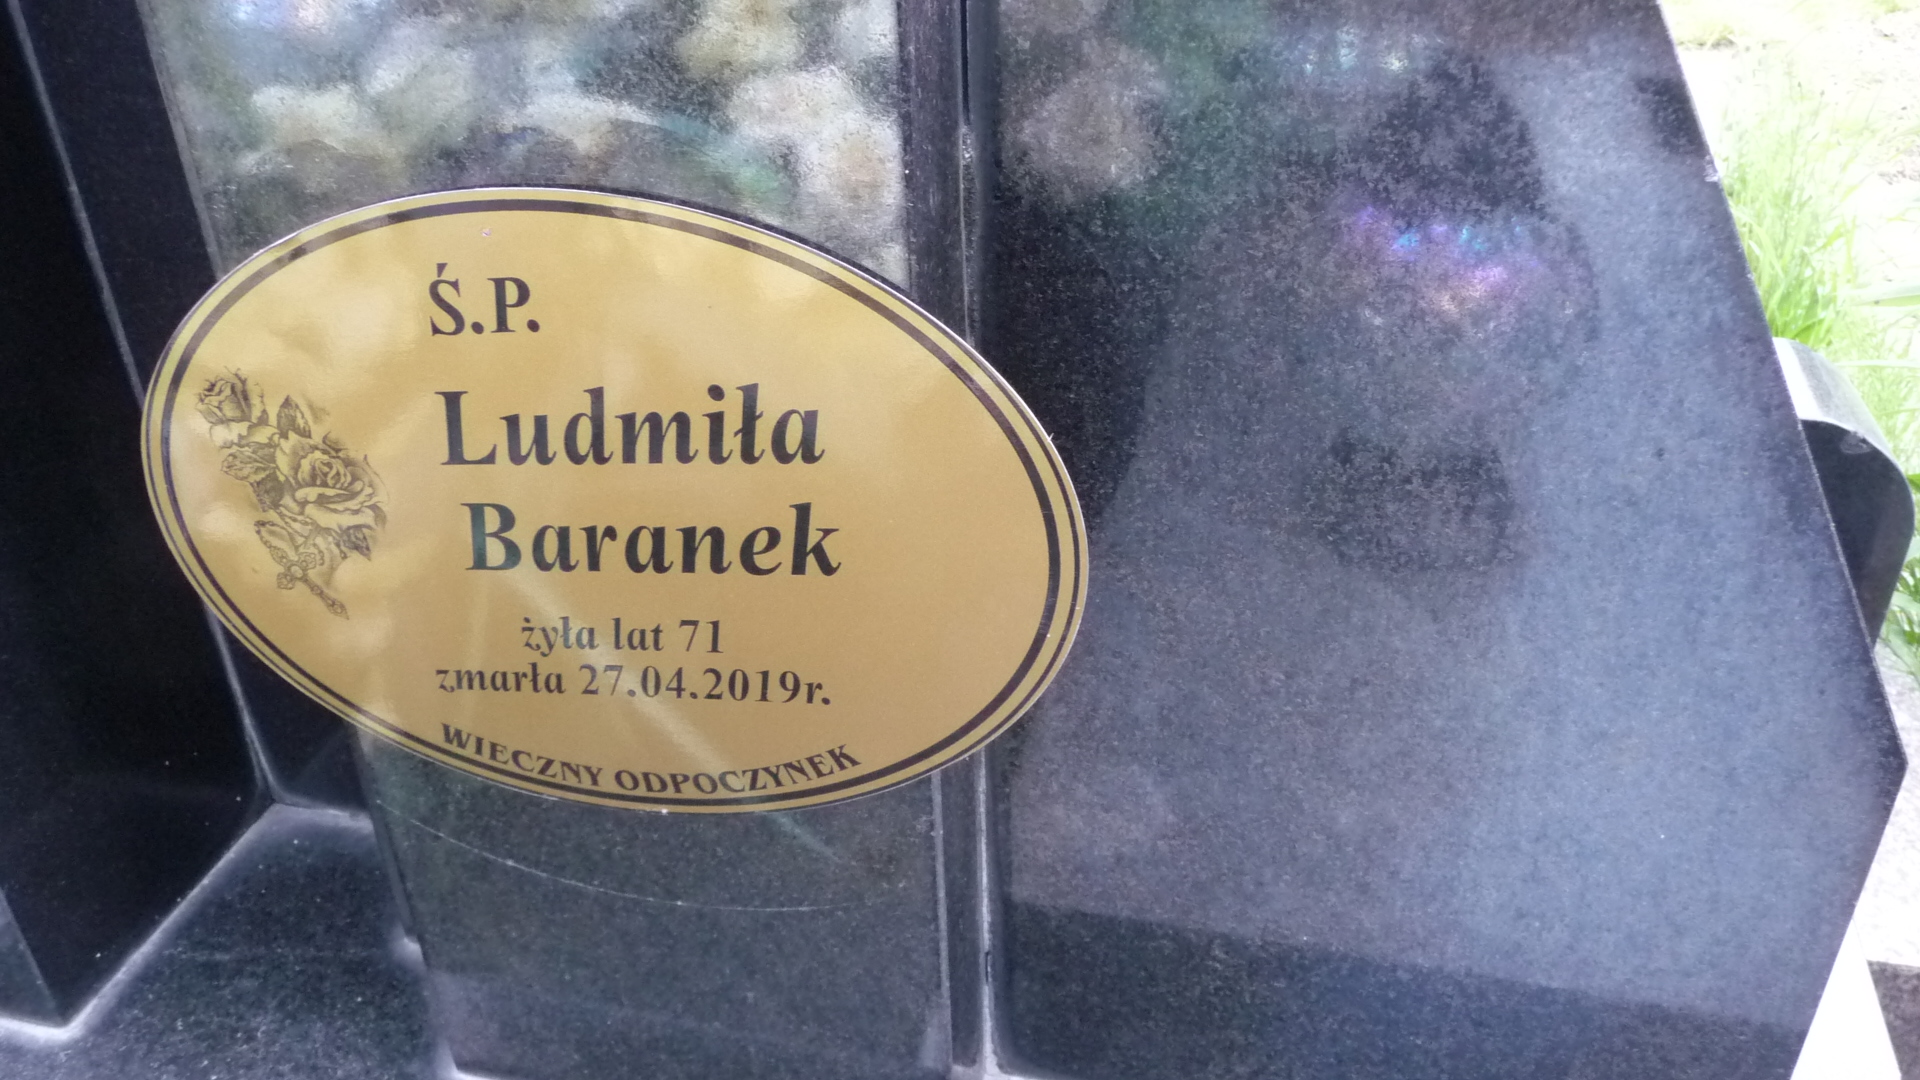 Ś.P.
Ludmiła
Baranek
żyła lat 71
zmarła 27.04.2019r.
WIECZNY ODPOCZYNEK